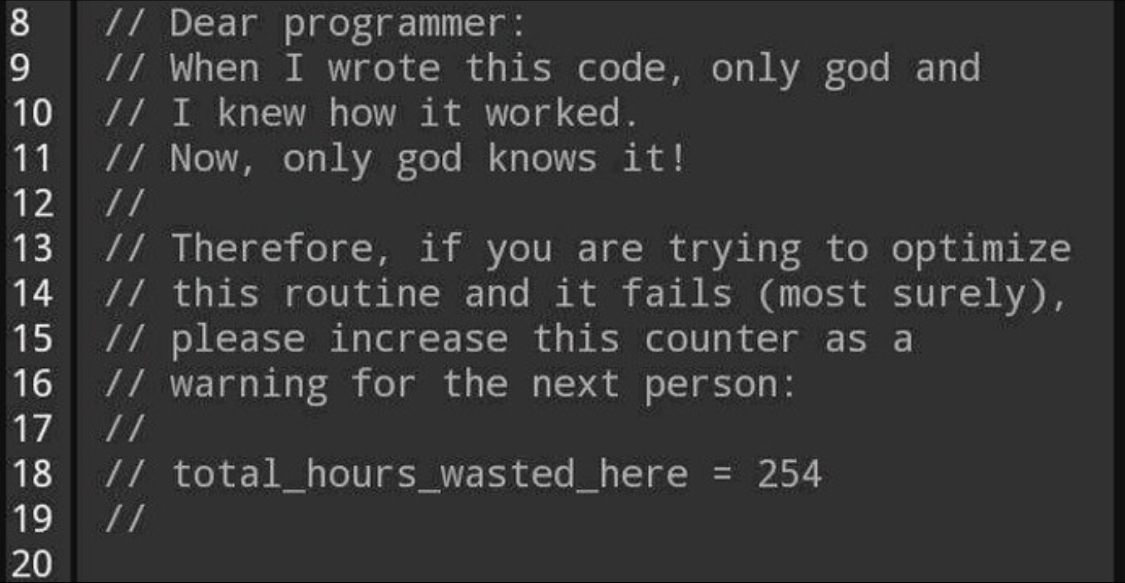 8 // Dear programmer:
9 // When I wrote this code, only god and
10 // I knew how it worked.
11 // Now, only god knows it!
12 //
13 // Therefore, if you are trying to optimize
14 // this routine and it fails (most surely),
15 // please increase this counter as a
16 // warning for the next person:
17 //
18 // total_hours_wasted_here = 254
19 //
20